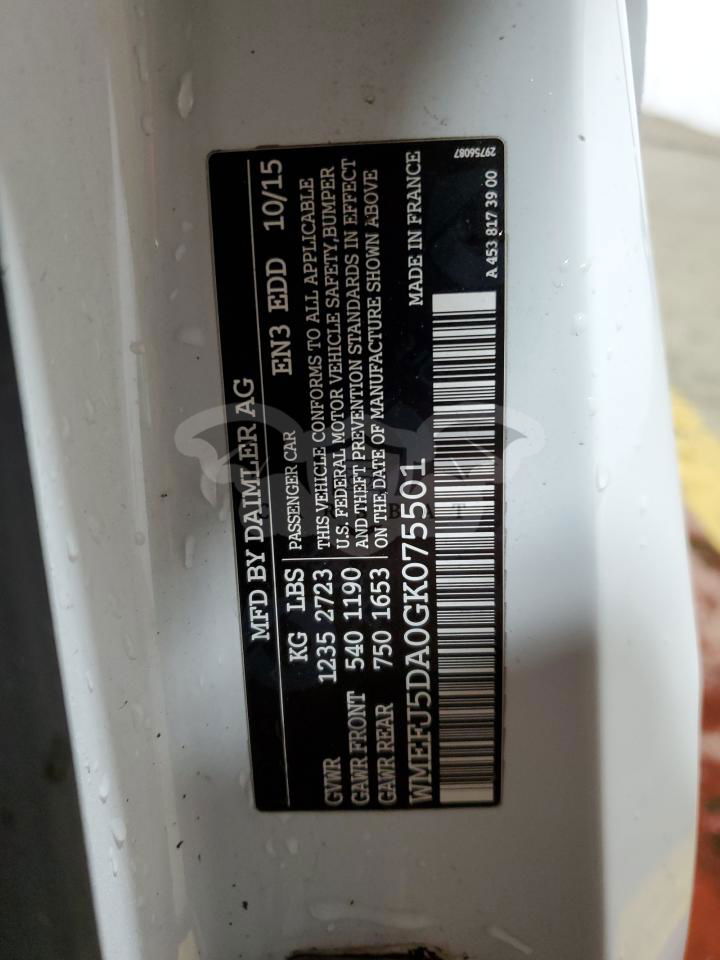 MFD BY DAIMLER AG EN3 EDD 10/15
KG LBS PASSENGER CAR
GVWR 1235 2723 THIS VEHICLE CONFORMS TO ALL APPLICABLE
GAWR FRONT 540 1190 U.S. FEDERAL MOTOR VEHICLE SAFETY, BUMPER
GAWR REAR 750 1653 AND THEFT PREVENTION STANDARDS IN EFFECT
ON THE DATE OF MANUFACTURE SHOWN ABOVE
WMEFJ5DA0GK075501 MADE IN FRANCE
A 453 817 39 00
29756087